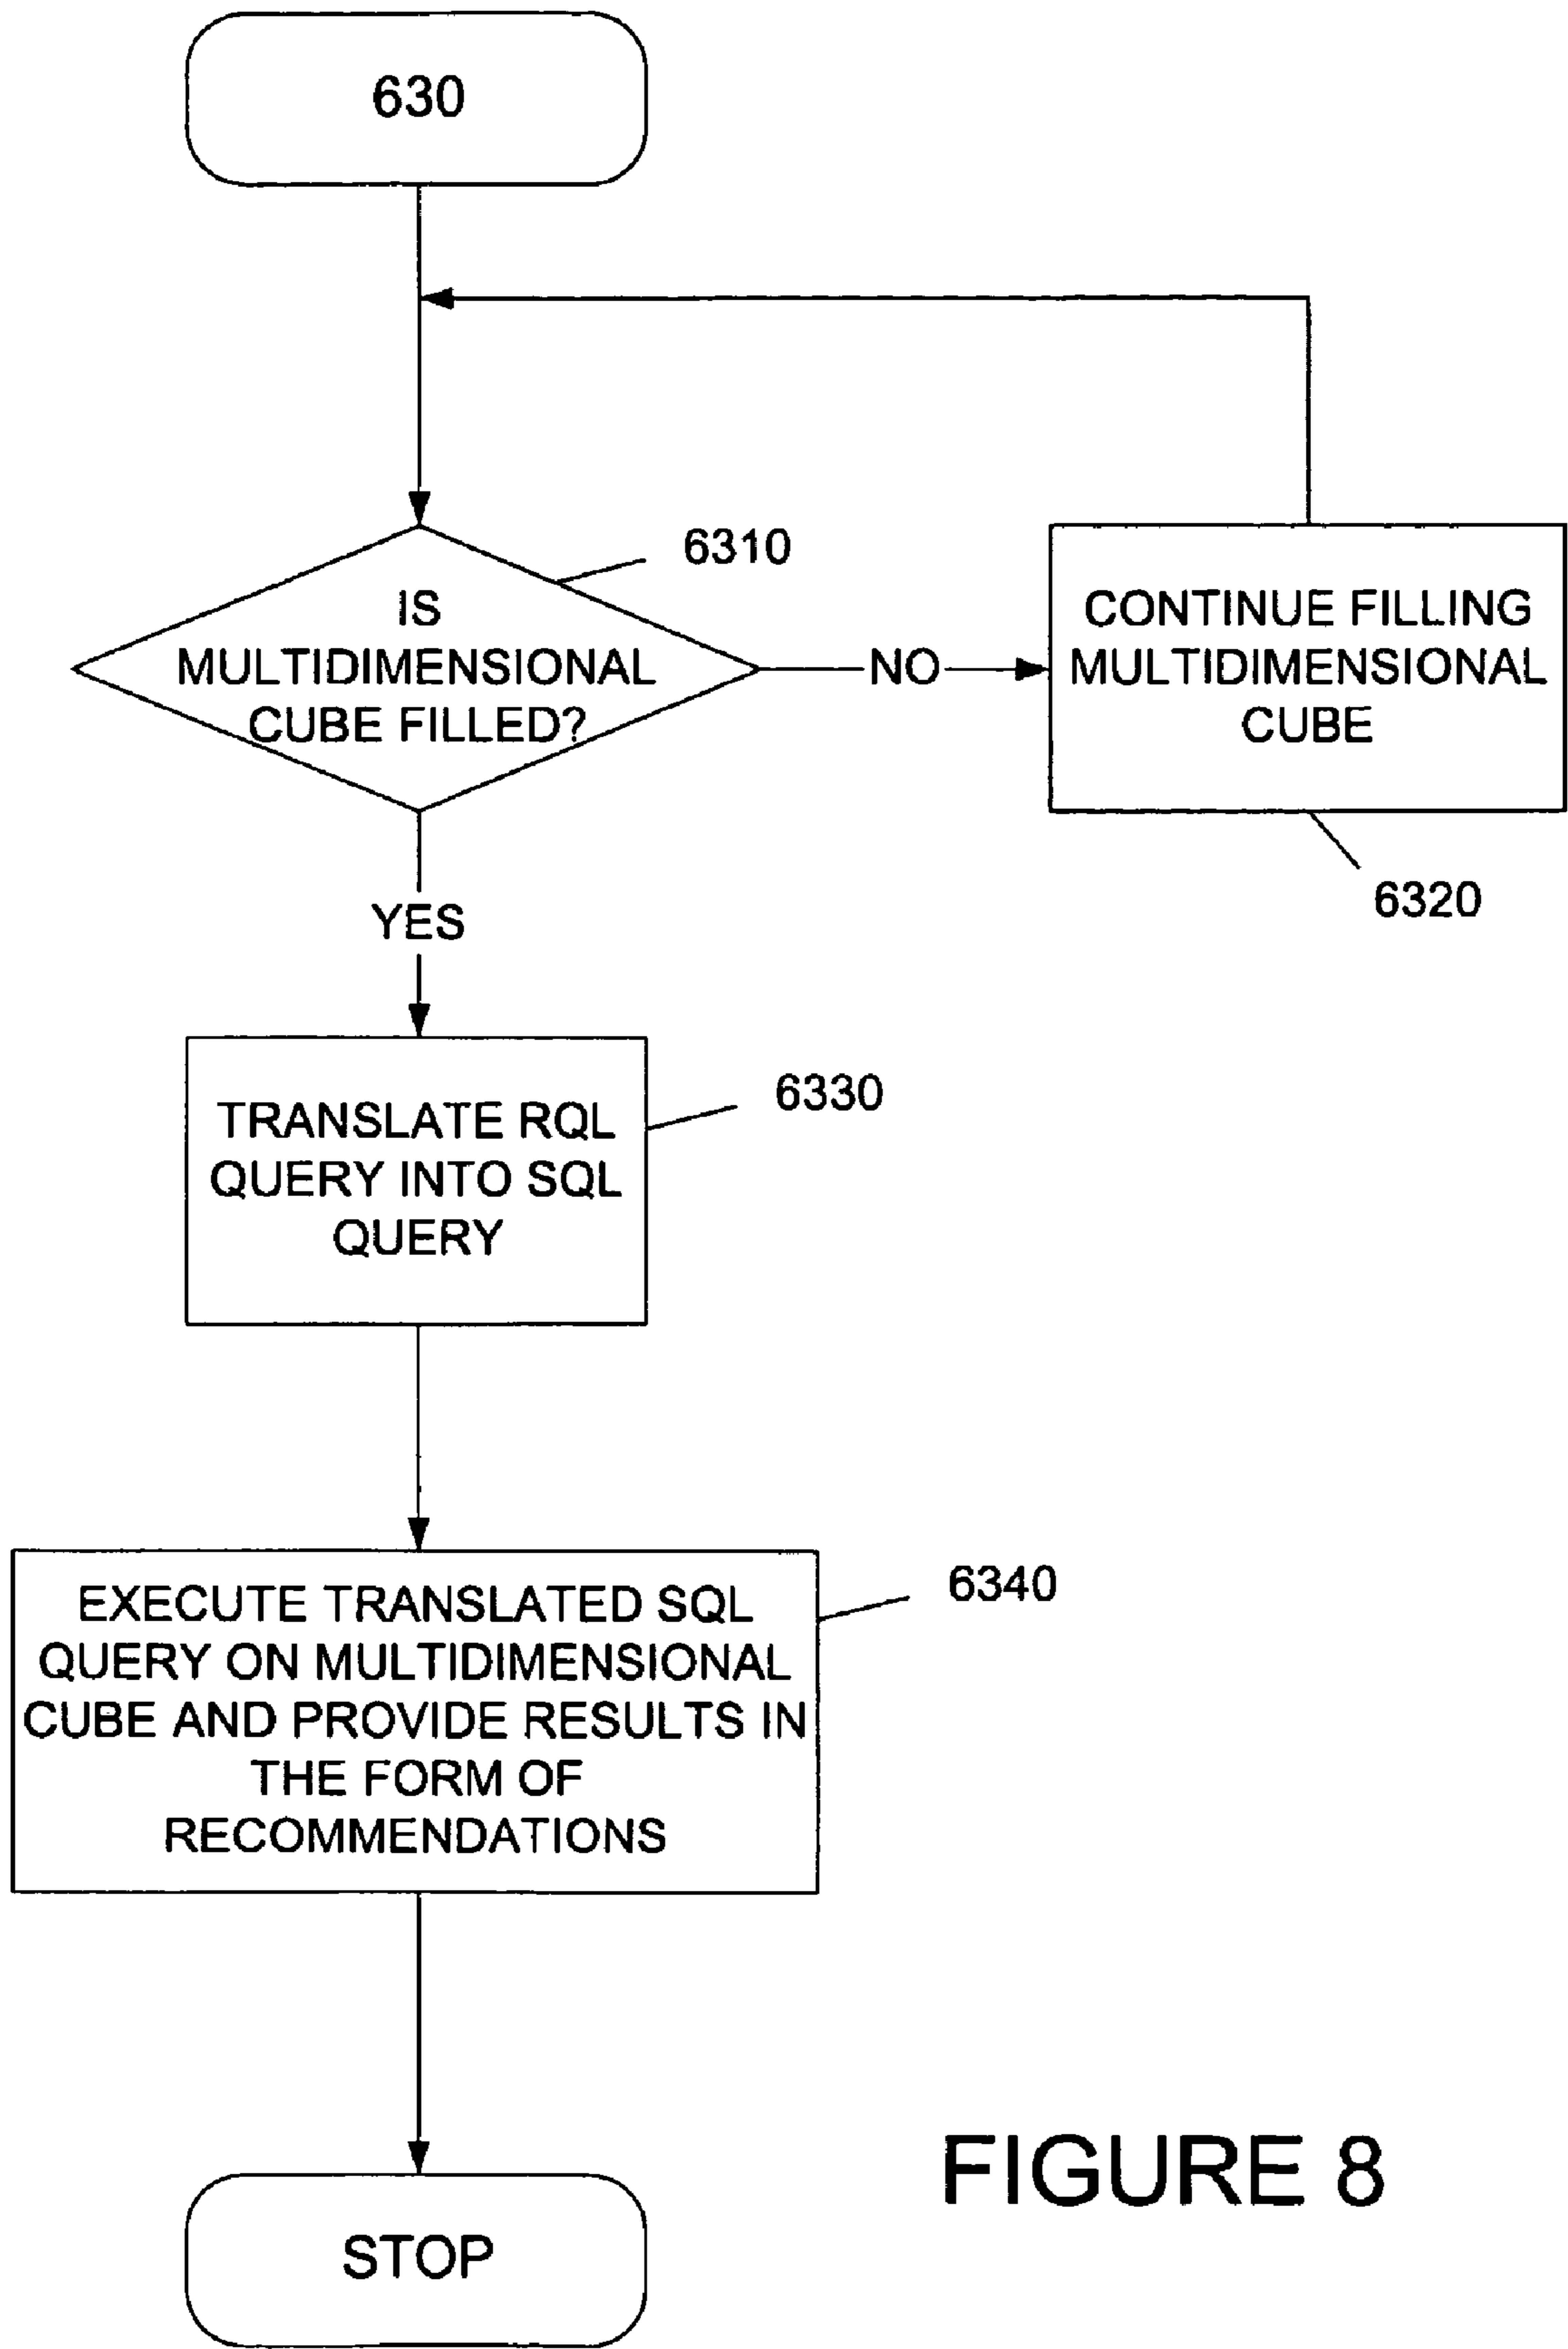 630
6310
IS
MULTIDIMENSIONAL
CUBE FILLED?
NO
CONTINUE FILLING
MULTIDIMENSIONAL
CUBE
6320
YES
6330
TRANSLATE RQL
QUERY INTO SQL
QUERY
6340
EXECUTE TRANSLATED SQL
QUERY ON MULTIDIMENSIONAL
CUBE AND PROVIDE RESULTS IN
THE FORM OF
RECOMMENDATIONS
STOP
FIGURE 8